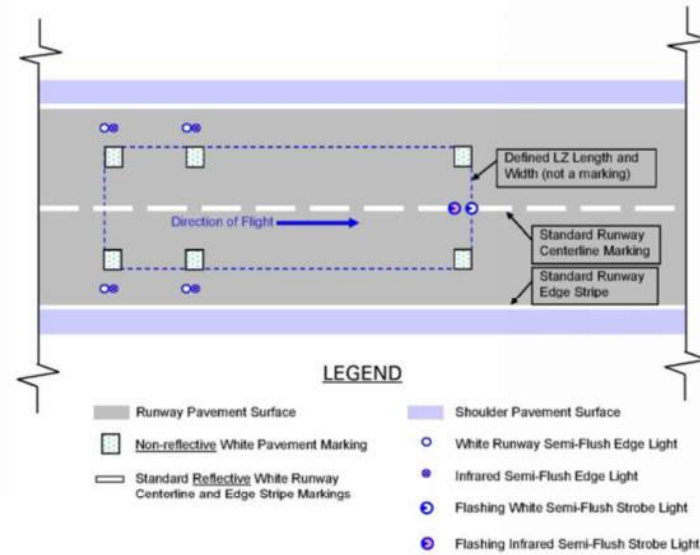 Defined LZ Length and
Width (not a marking)
Direction of Flight
Standard Runway
Centerline Marking
Standard Runway
Edge Stripe
LEGEND
Runway Pavement Surface
Shoulder Pavement Surface
Non-reflective White Pavement Marking
White Runway Semi-Flush Edge Light
Standard Reflective White Runway
Centerline and Edge Stripe Markings
Infrared Semi-Flush Edge Light
Flashing White Semi-Flush Strobe Light
Flashing Infrared Semi-Flush Strobe Light